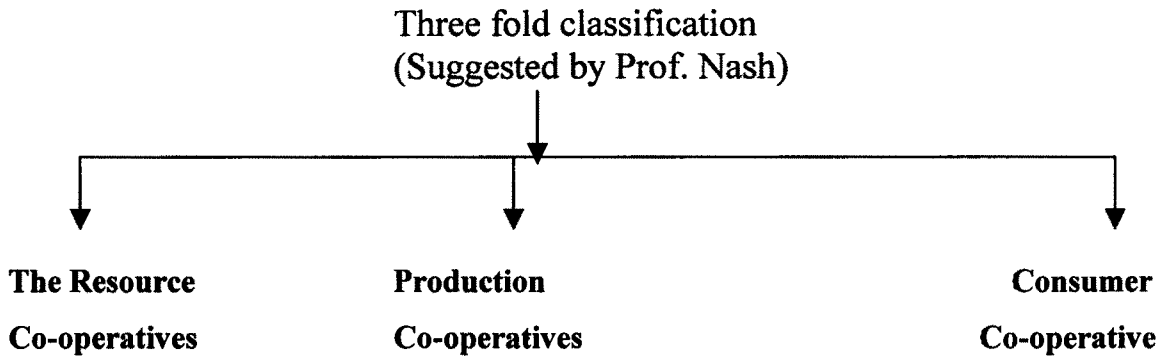 Three fold classification
(Suggested by Prof. Nash)
The Resource
Co-operatives
Production
Co-operatives
Consumer
Co-operative